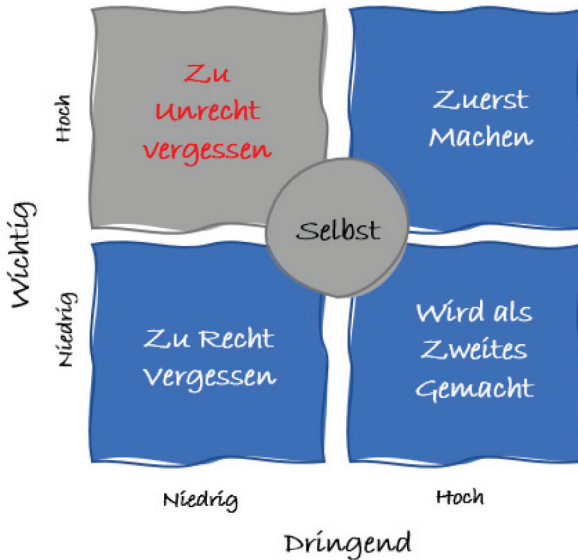 Zu
Unrecht
vergessen
Zuerst
Machen
Hoch
Wichtig
Selbst
Niedrig
Zu Recht
Vergessen
Wird als
Zweites
Gemacht
Niedrig
Hoch
Dringend